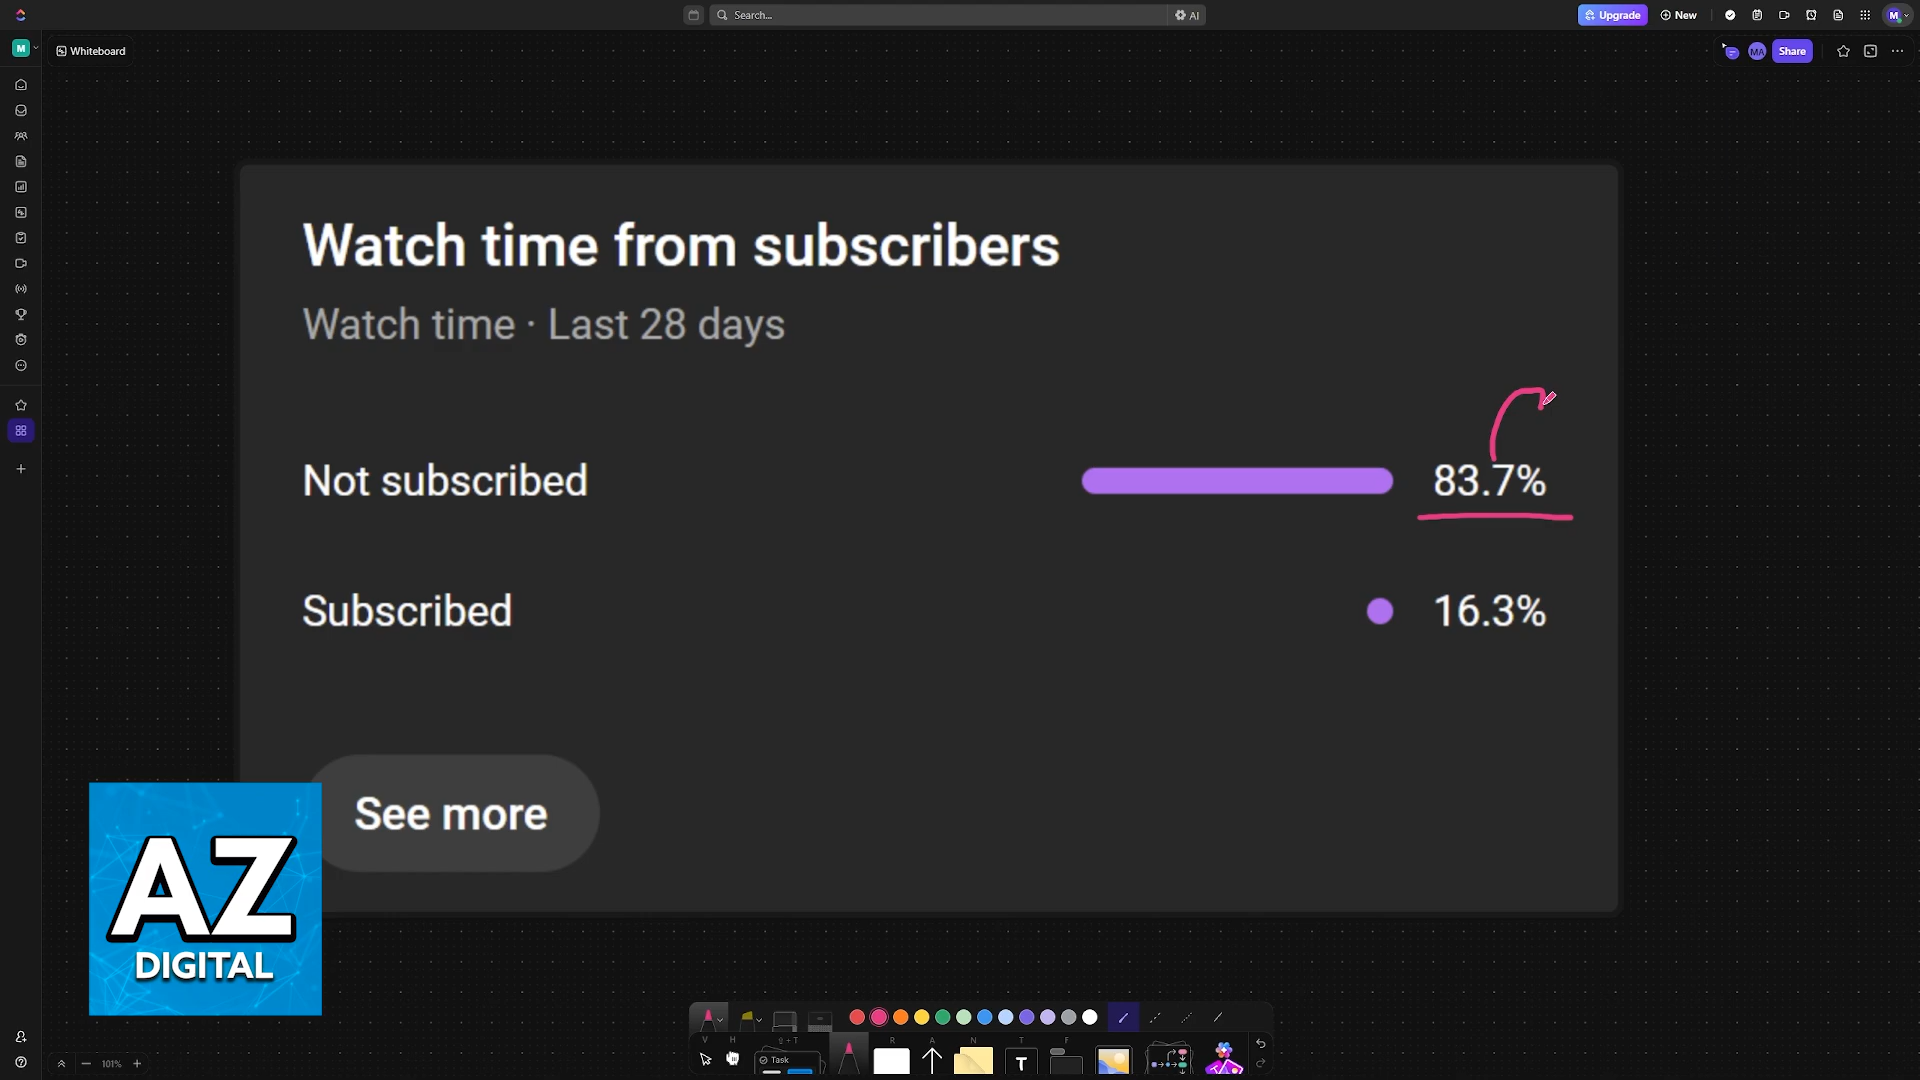 Search...
AI
Upgrade
New
M
M
Whiteboard
MA
Share
Watch time from subscribers
Watch time · Last 28 days
Not subscribed
83.7%
Subscribed
16.3%
See more
AZ
DIGITAL
V
H
⇧ + T
R
A
N
T
F
Task
T
101%